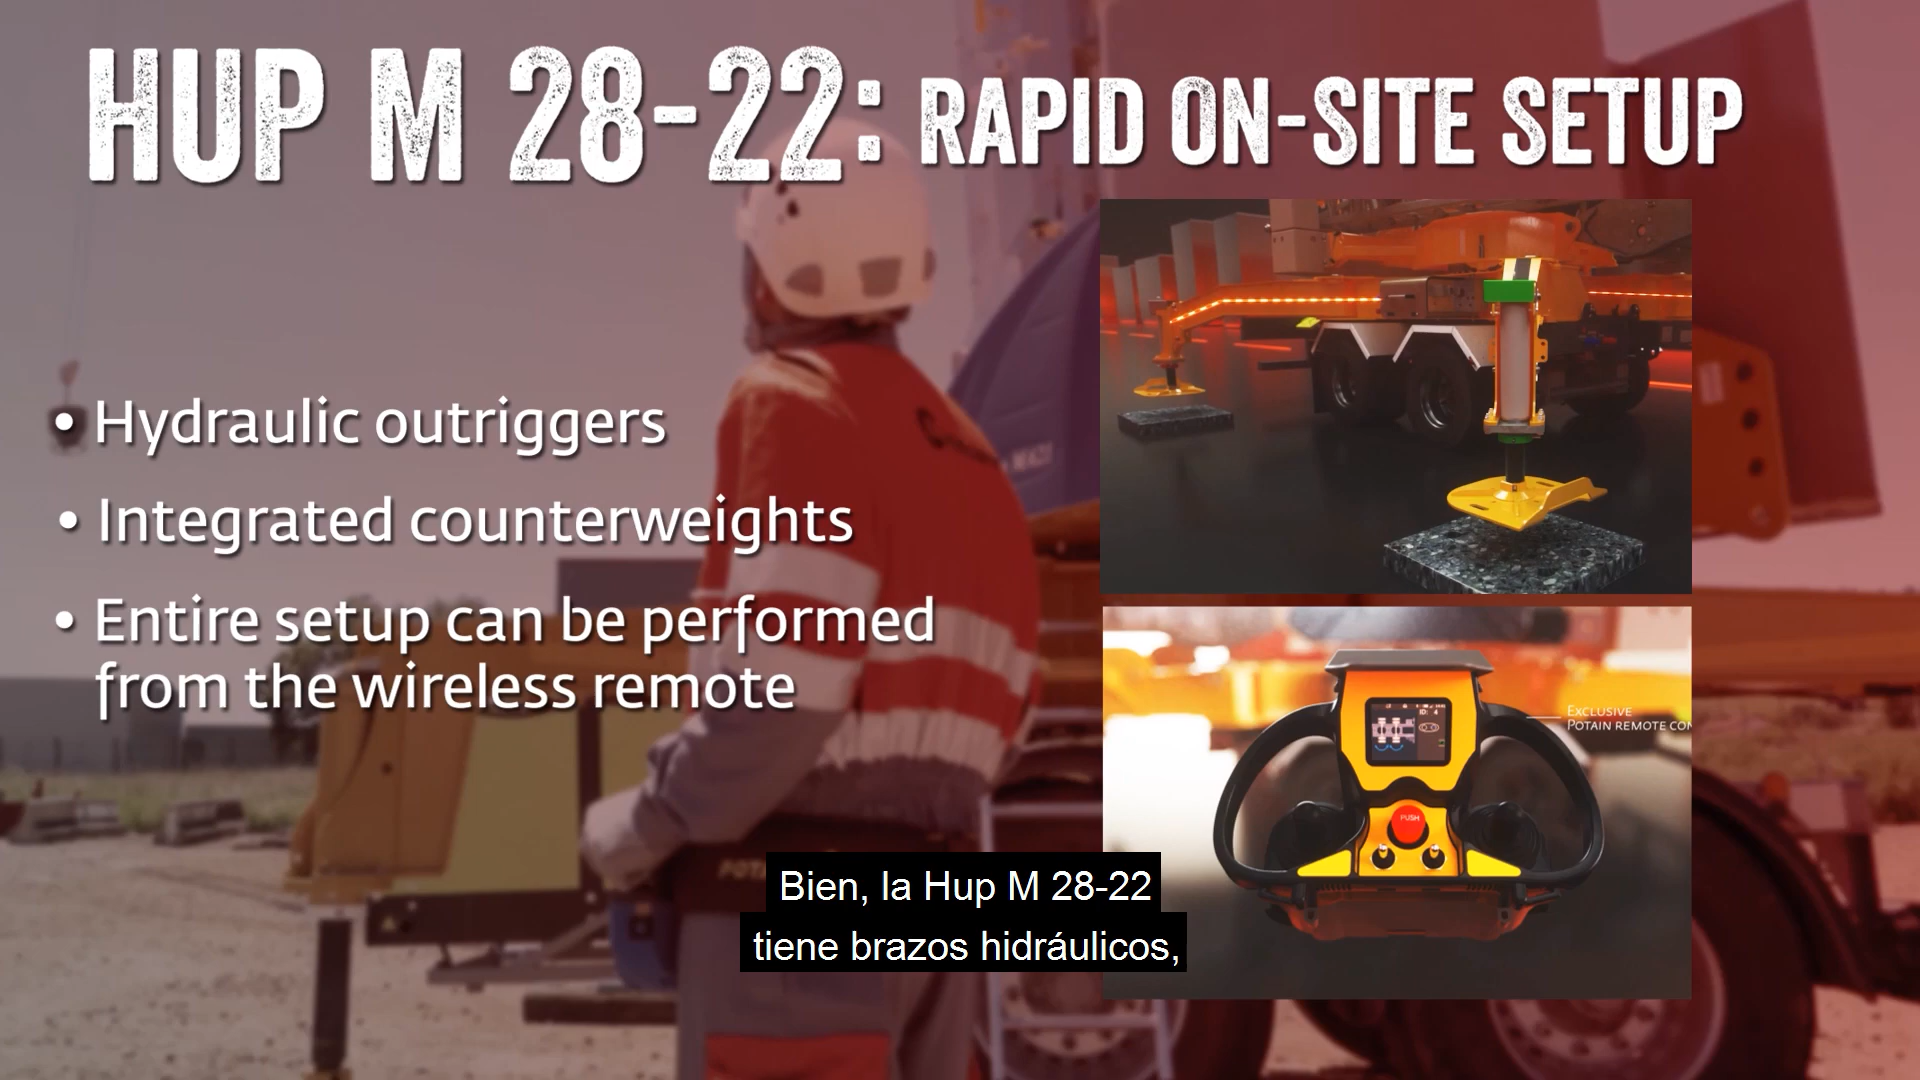 HUP M 28-22: RAPID ON-SITE SETUP
• Hydraulic outriggers
• Integrated counterweights
• Entire setup can be performed
from the wireless remote
EXCLUSIVE
POTAIN REMOTE CON
PUSH
Bien, la Hup M 28-22
tiene brazos hidráulicos,